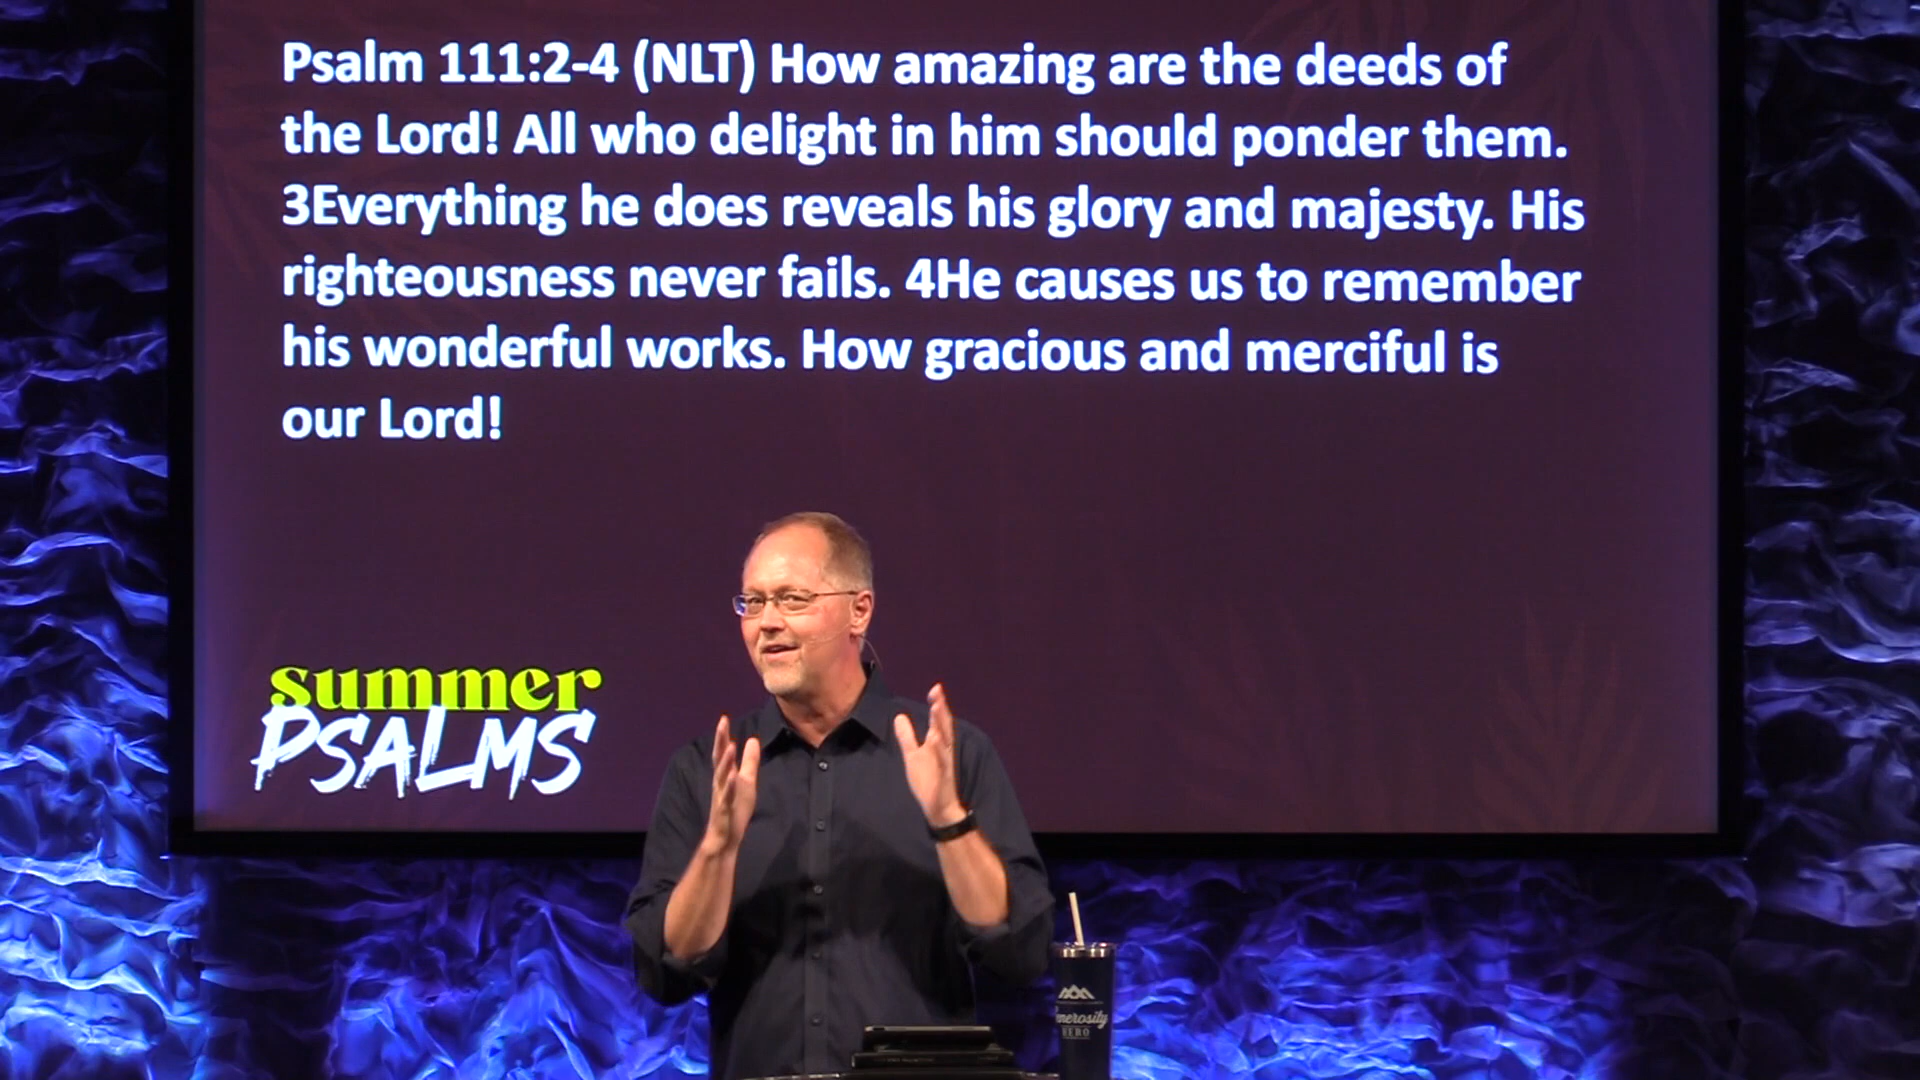 Psalm 111:2-4 (NLT) How amazing are the deeds of
the Lord! All who delight in him should ponder them.
3Everything he does reveals his glory and majesty. His
righteousness never fails. 4He causes us to remember
his wonderful works. How gracious and merciful is
our Lord!
summer
PSALMS
HERO